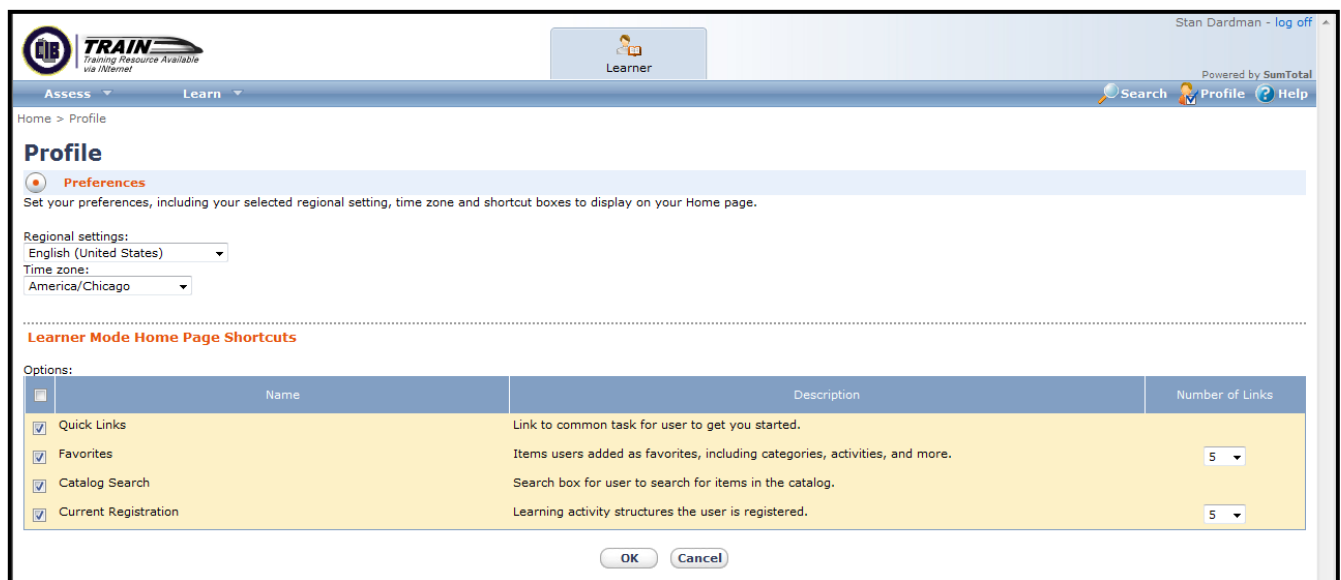 Stan Dardman - log off
TRAIN
Training Resource Available
via INternet
Learner
Powered by SumTotal
Assess Learn Search Profile Help
Home > Profile
Profile
Preferences
Set your preferences, including your selected regional setting, time zone and shortcut boxes to display on your Home page.
Regional settings:
English (United States)
Time zone:
America/Chicago
Learner Mode Home Page Shortcuts
Options:
Name Description Number of Links
Quick Links Link to common task for user to get you started.
Favorites Items users added as favorites, including categories, activities, and more. 5
Catalog Search Search box for user to search for items in the catalog.
Current Registration Learning activity structures the user is registered. 5
OK Cancel